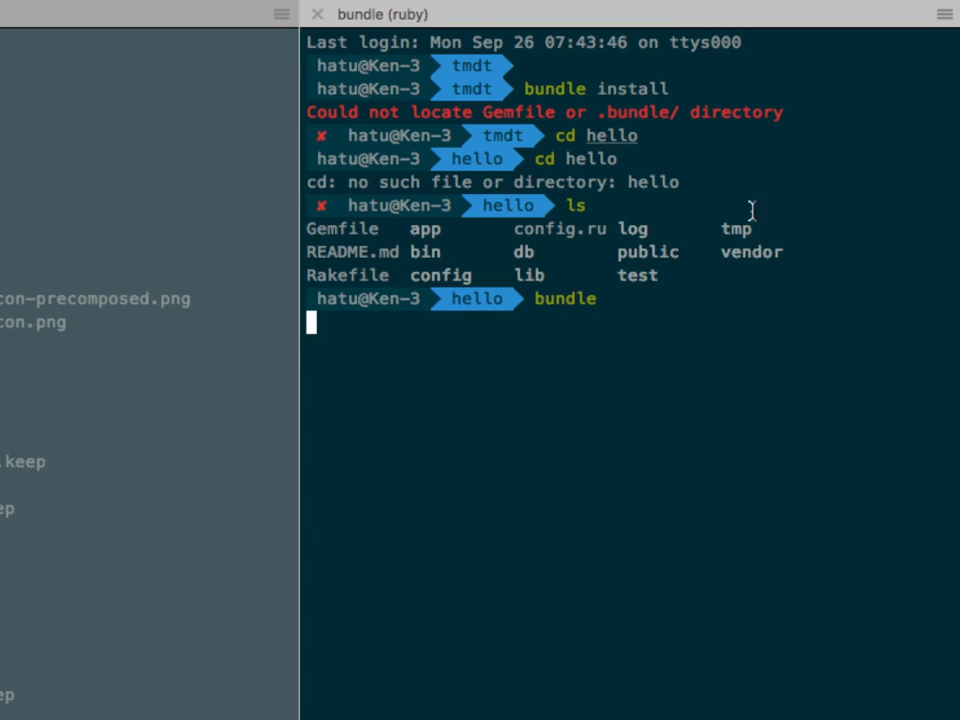 bundle (ruby)
Last login: Mon Sep 26 07:43:46 on ttys000
hatu@Ken-3 tmdt
hatu@Ken-3 tmdt bundle install
Could not locate Gemfile or .bundle/ directory
✘ hatu@Ken-3 tmdt cd hello
hatu@Ken-3 hello cd hello
cd: no such file or directory: hello
✘ hatu@Ken-3 hello ls
Gemfile app config.ru log tmp
README.md bin db public vendor
Rakefile config lib test
hatu@Ken-3 hello bundle
con-precomposed.png
con.png
.keep
ep
ep